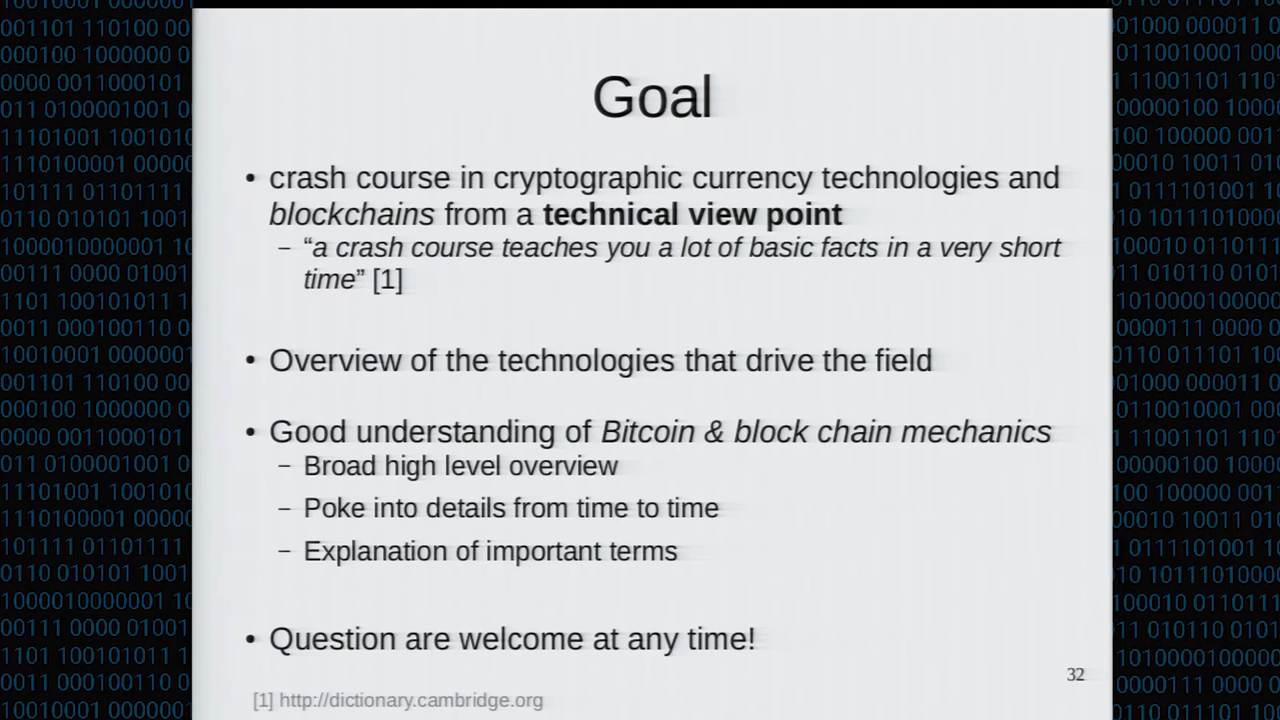 Goal
• crash course in cryptographic currency technologies and
blockchains from a technical view point
– “a crash course teaches you a lot of basic facts in a very short
time” [1]
• Overview of the technologies that drive the field
• Good understanding of Bitcoin & block chain mechanics
– Broad high level overview
– Poke into details from time to time
– Explanation of important terms
• Question are welcome at any time!
32
[1] http://dictionary.cambridge.org